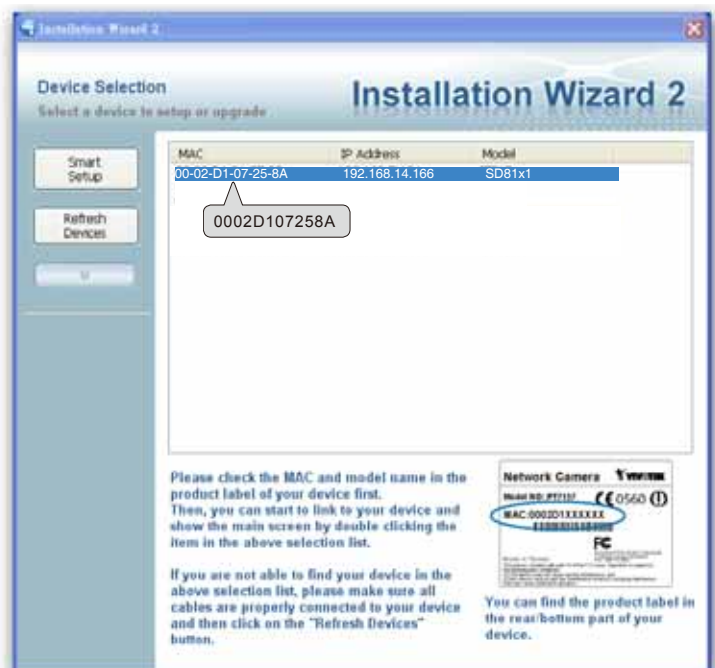 Installation Wizard 2
Device Selection
Select a device to setup or upgrade
Installation Wizard 2
Smart
Setup
Refresh
Devices
MAC IP Address Model
00-02-D1-07-25-8A 192.168.14.166 SD81x1
0002D107258A
Please check the MAC and model name in the
product label of your device first.
Then, you can start to
link to your device and
show the main screen
by double clicking the
item in the above
selection list.
If you are not able to
find your device in the
above selection list,
please make sure all
cables are properly
connected to your device
and then click on the
"Refresh Devices"
button.
Network Camera VIVOTEK
Model NO: PT7137 CE 0560
MAC:0002D1XXXXXX
FC
You can find the product label in
the rear/bottom part of your
device.